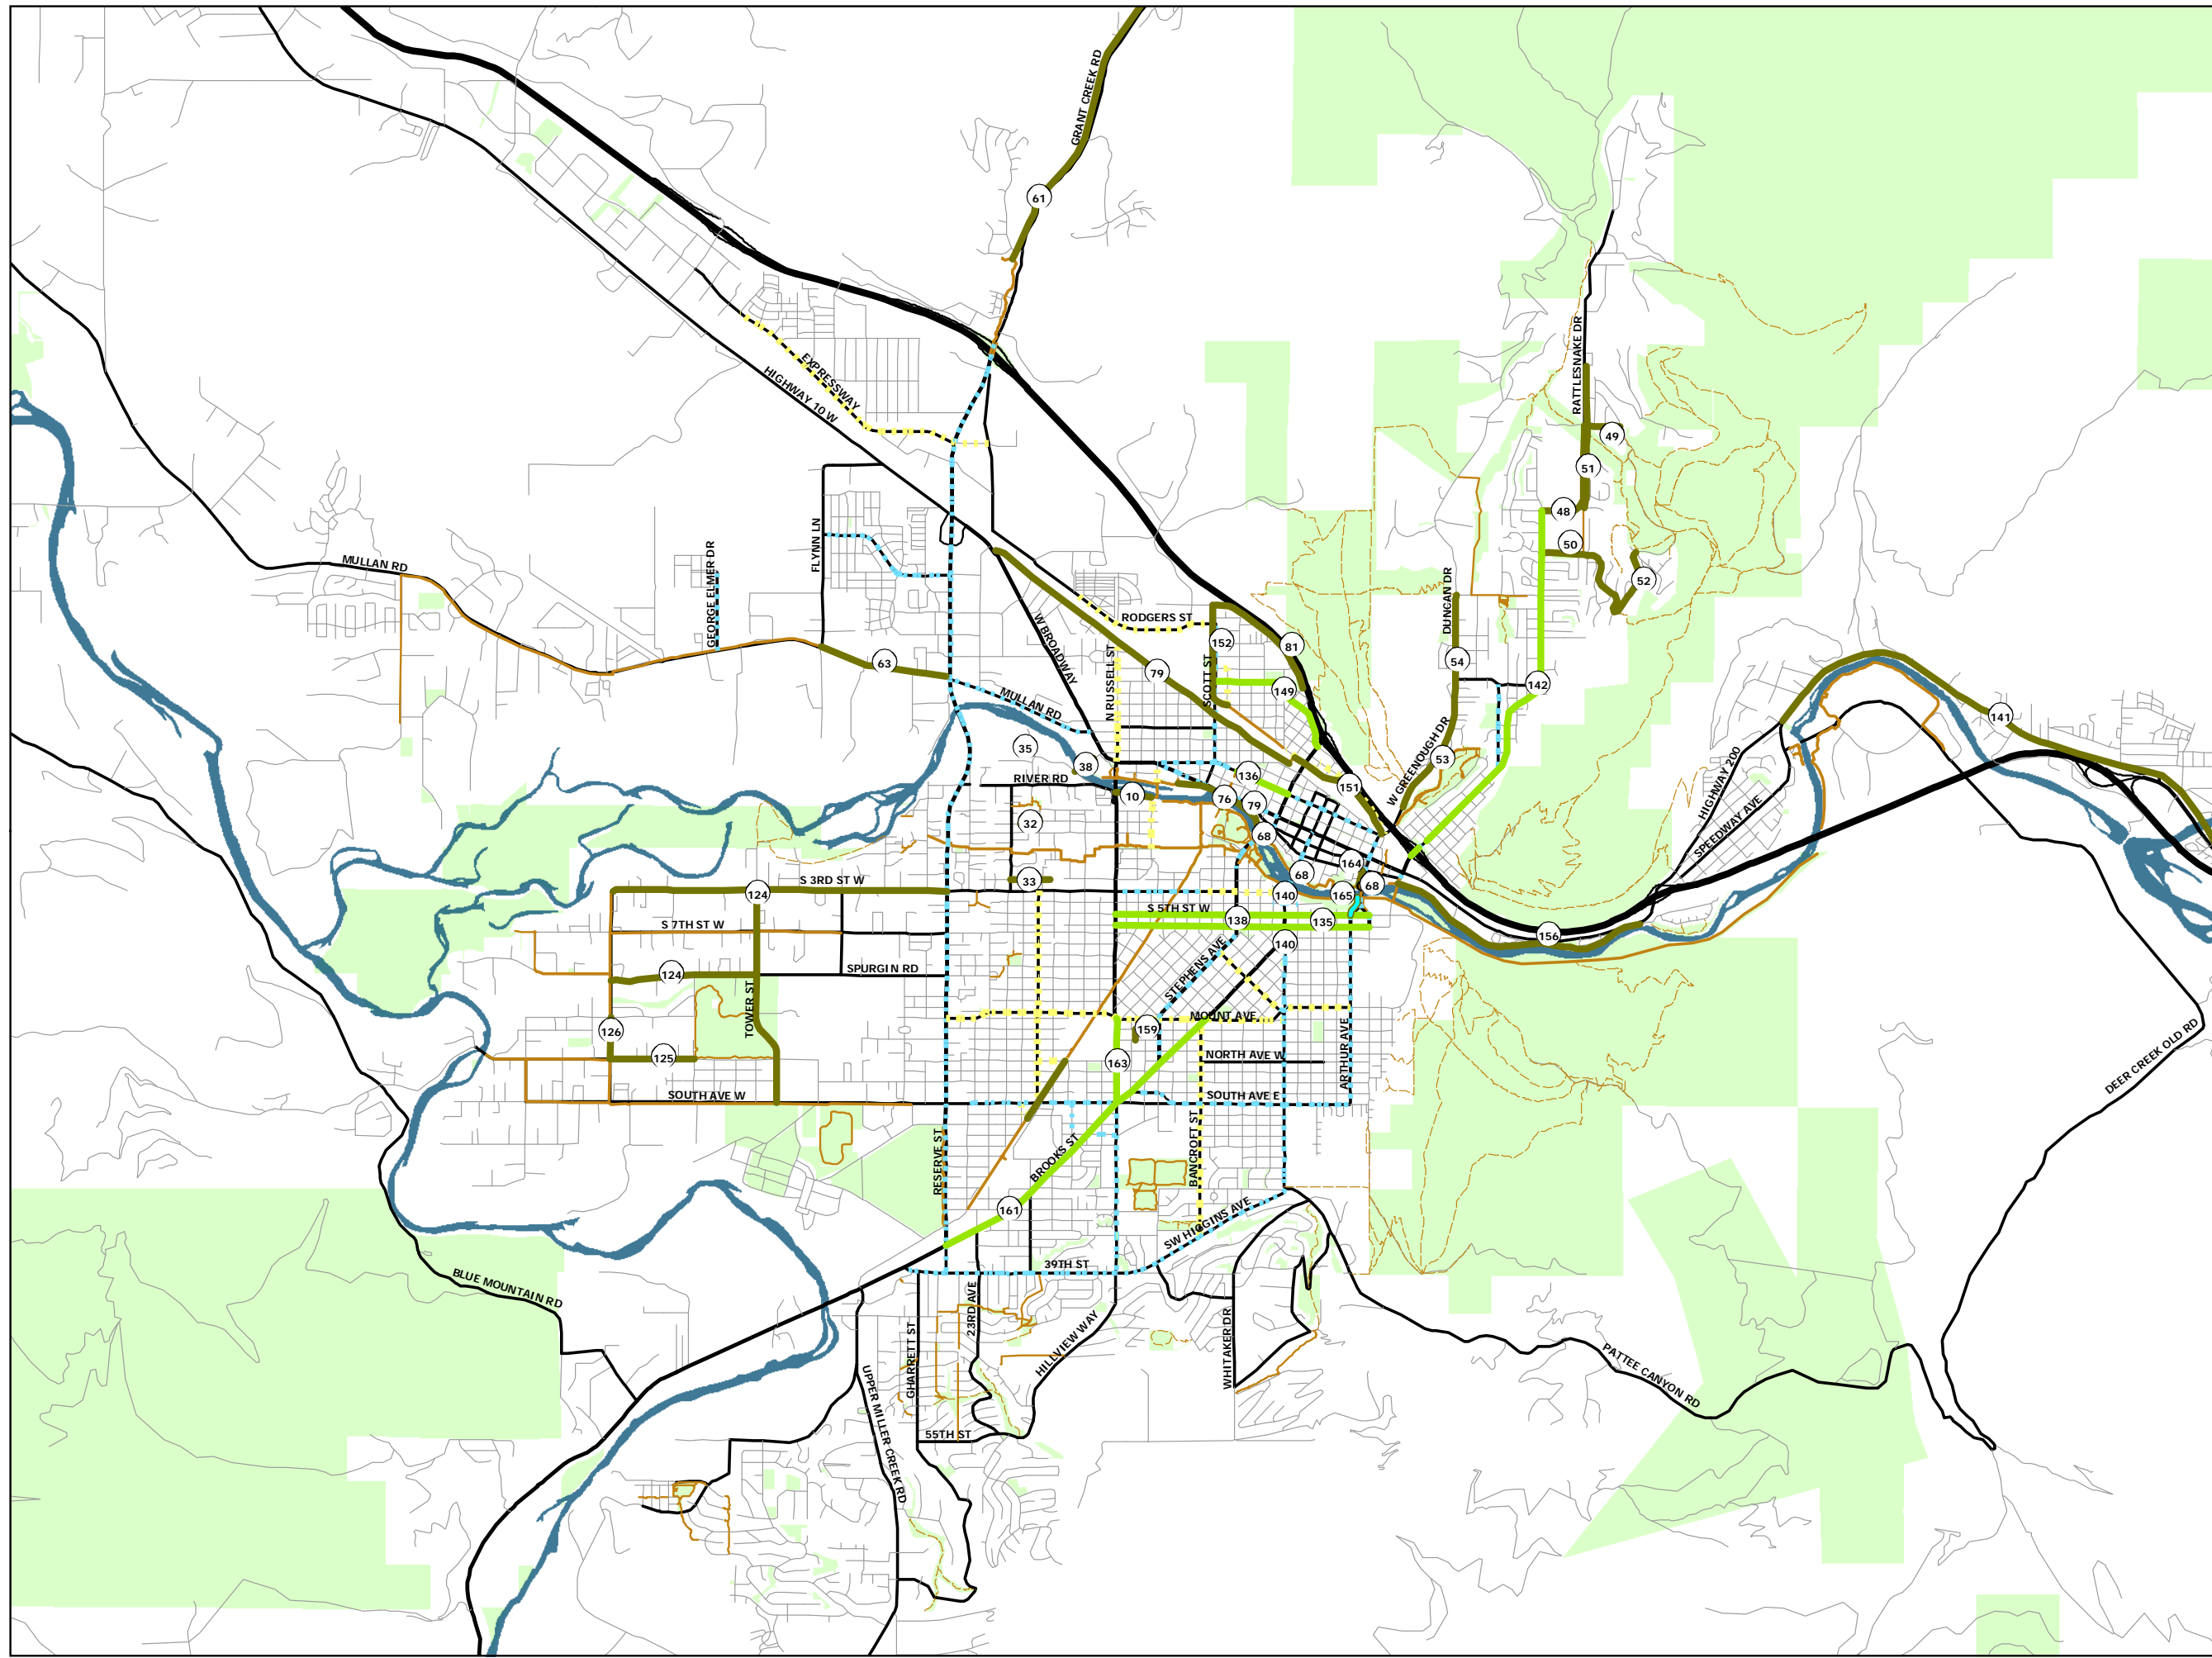 GRANT CREEK RD
61
EXPRESSWAY
HIGHWAY 10 W
RATTLESNAKE DR
49
51
48
50
52
MULLAN RD
GEORGE ELMER DR
FLYNN LN
DUNCAN DR
W BROADWAY
RODGERS ST
N RUSSELL ST
SCOTT ST
152
81
63
79
54
149
142
MULLAN RD
141
35
38
RIVER RD
136
W GREENOUGH DR
53
151
10
76
79
HIGHWAY 200
SPEEDWAY AVE
32
68
164
S 3RD ST W
124
33
68
68
140
165
S 5TH ST W
138
135
S 7TH ST W
156
140
SPURGIN RD
124
STEPHENS AVE
TOWER ST
126
MOUNT AVE
159
ARTHUR AVE
125
163
NORTH AVE W
SOUTH AVE W
SOUTH AVE E
DEER CREEK OLD RD
RESERVE ST
BROOKS ST
BANCROFT ST
161
SW HIGGINS AVE
39TH ST
BLUE MOUNTAIN RD
23RD AVE
GHARRETT ST
HILLVIEW WAY
WHITAKER DR
PATTEE CANYON RD
UPPER MILLER CREEK RD
55TH ST